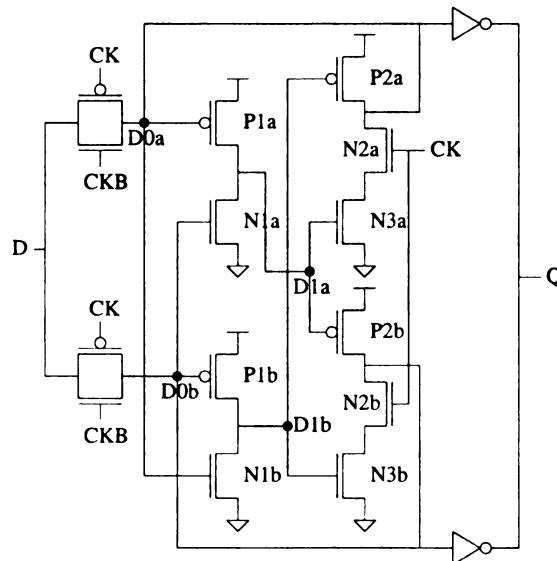 CK
P2a
P1a
D0a
N2a
CK
CKB
N1a
N3a
D
D1a
Q
CK
P2b
P1b
D0b
N2b
D1b
CKB
N1b
N3b